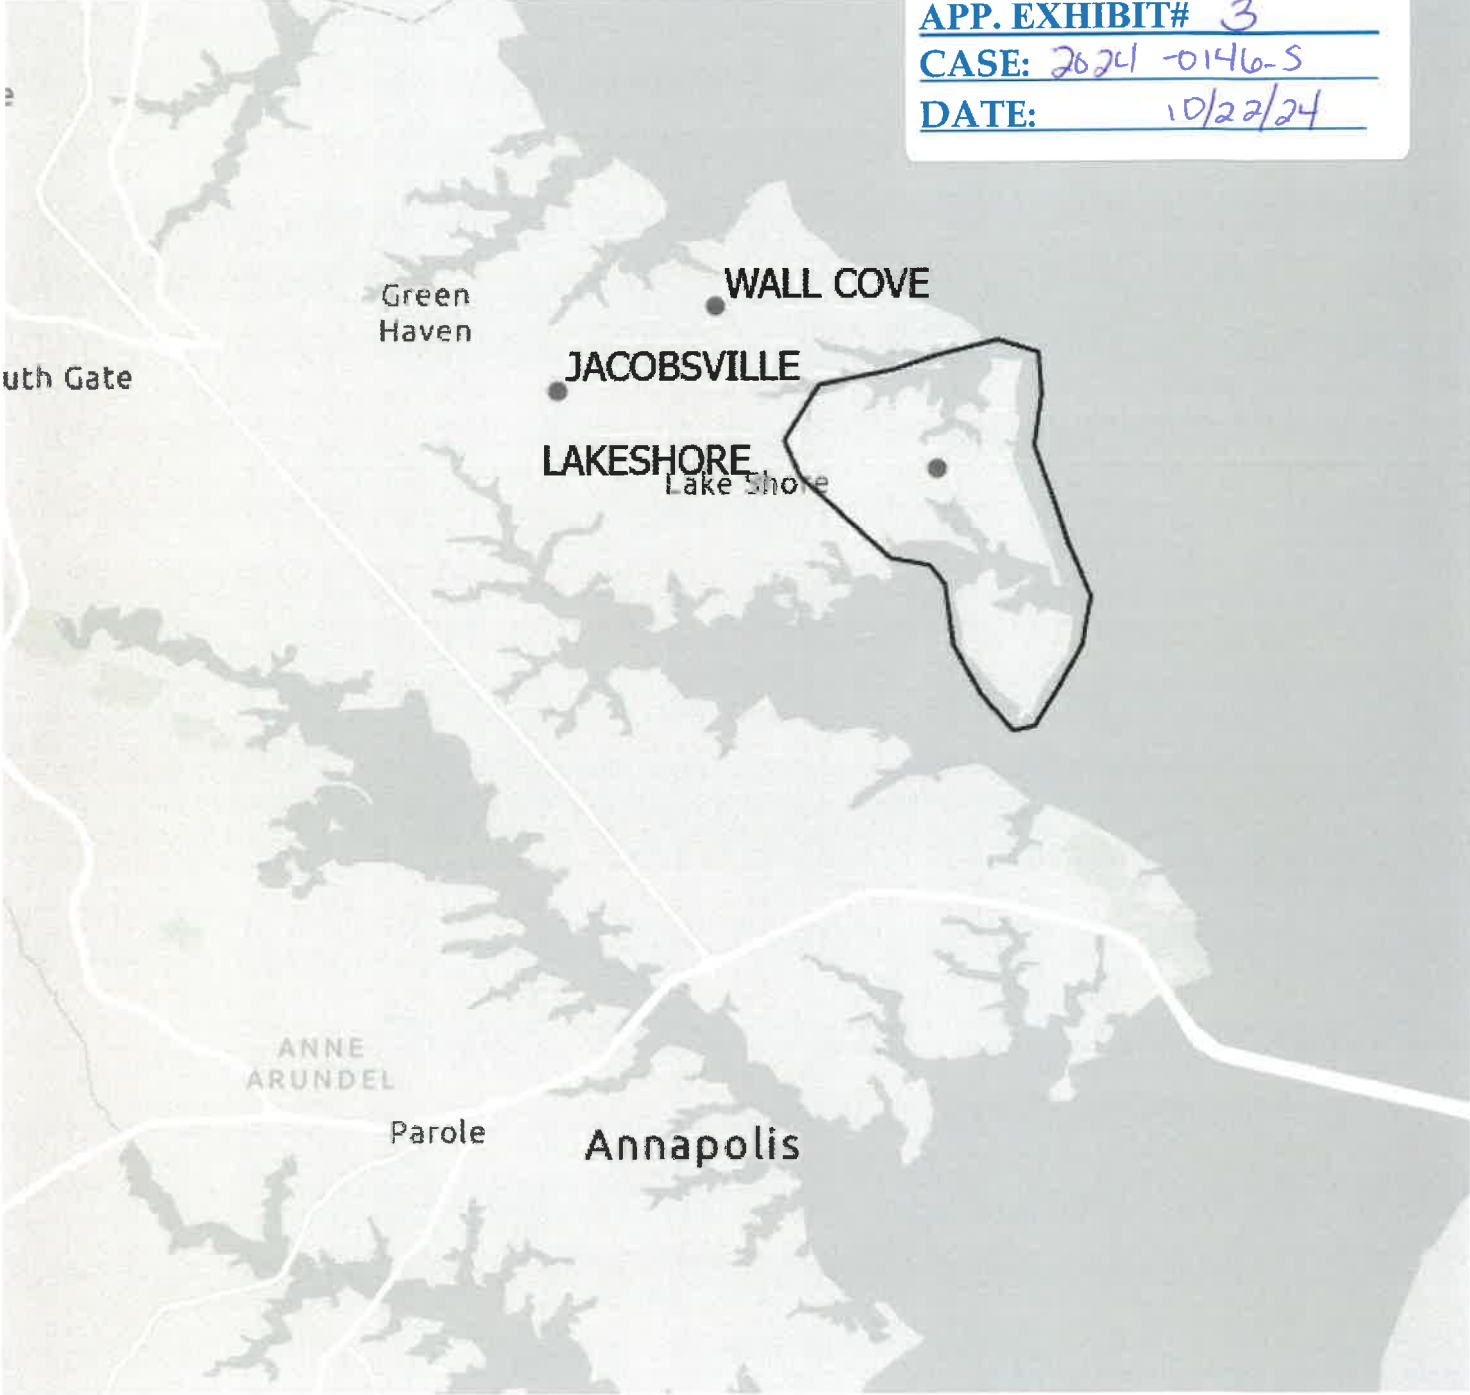 APP. EXHIBIT# 3
CASE: 2024-0146-S
DATE: 10/22/24
WALL COVE
Green
Haven
JACOBSVILLE
uth Gate
LAKESHORE
Lake Shore
ANNE
ARUNDEL
Parole
Annapolis